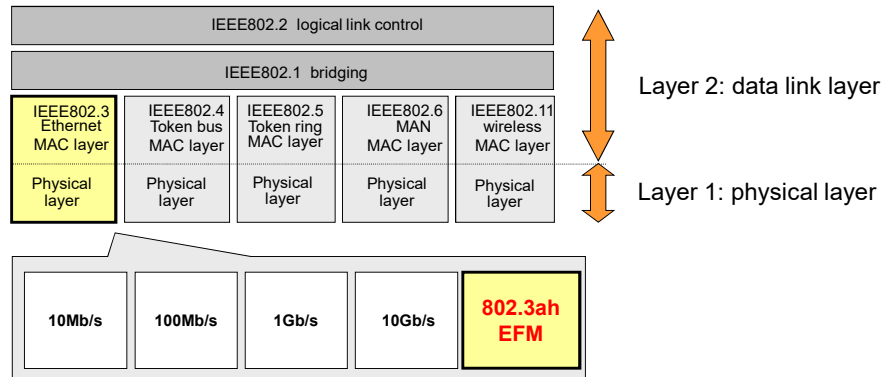 IEEE802.2 logical link control
IEEE802.1 bridging
Layer 2: data link layer
IEEE802.3
Ethernet
MAC layer
IEEE802.4
Token bus
MAC layer
IEEE802.5
Token ring
MAC layer
IEEE802.6
MAN
MAC layer
IEEE802.11
wireless
MAC layer
Physical
layer
Physical
layer
Physical
layer
Physical
layer
Physical
layer
Layer 1: physical layer
10Mb/s
100Mb/s
1Gb/s
10Gb/s
802.3ah
EFM